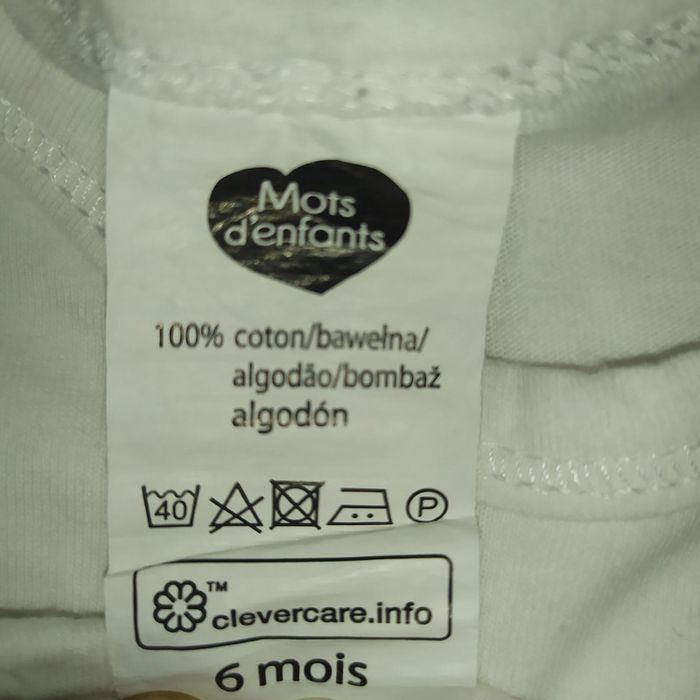 Mots
d'enfants
100% coton/bawełna/
algodão/bombaž
algodón
40 P
™
clevercare.info
6 mois